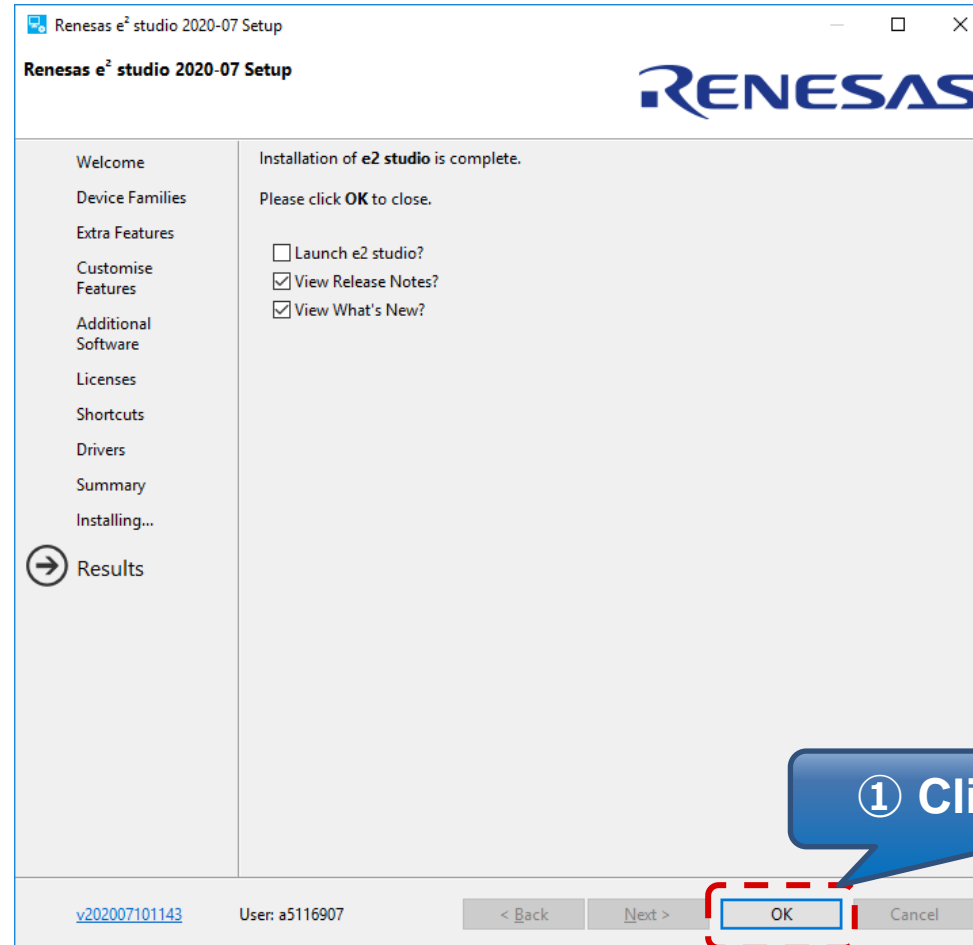 Renesas e² studio 2020-07 Setup
Renesas e² studio 2020-07 Setup
RENESAS
Welcome
Device Families
Extra Features
Customise
Features
Additional
Software
Licenses
Shortcuts
Drivers
Summary
Installing...
Results
Installation of e2 studio is complete.
Please click OK to close.
Launch e2 studio?
View Release Notes?
View What's New?
① Cli
v202007101143
User: a5116907
< Back
Next >
OK
Cancel